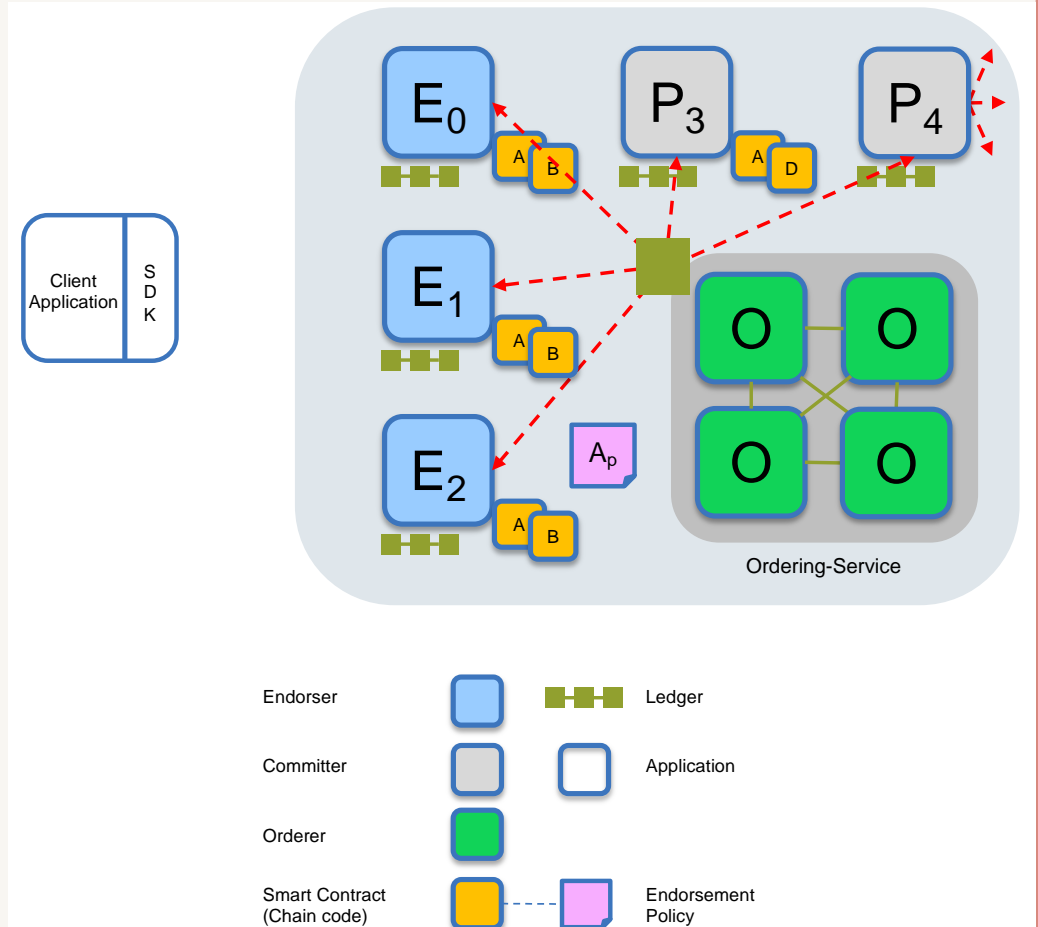 E0
P3
P4
A
B
A
D
Client
Application
S
D
K
E1
A
B
O
O
E2
Ap
O
O
A
B
Ordering-Service
Endorser
Ledger
Committer
Application
Orderer
Smart Contract
(Chain code)
Endorsement
Policy